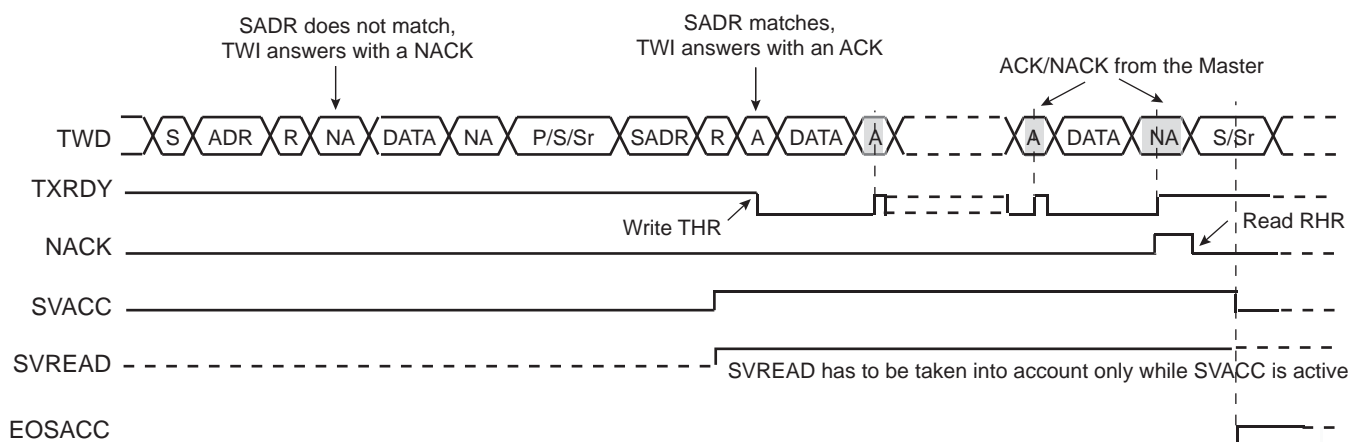 SADR does not match,
TWI answers with a NACK
SADR matches,
TWI answers with an ACK
ACK/NACK from the Master
TWD S ADR R NA DATA NA P/S/Sr SADR R A DATA A A DATA NA S/Sr
TXRDY
Write THR
Read RHR
NACK
SVACC
SVREAD
SVREAD has to be taken into account only while SVACC is active
EOSACC